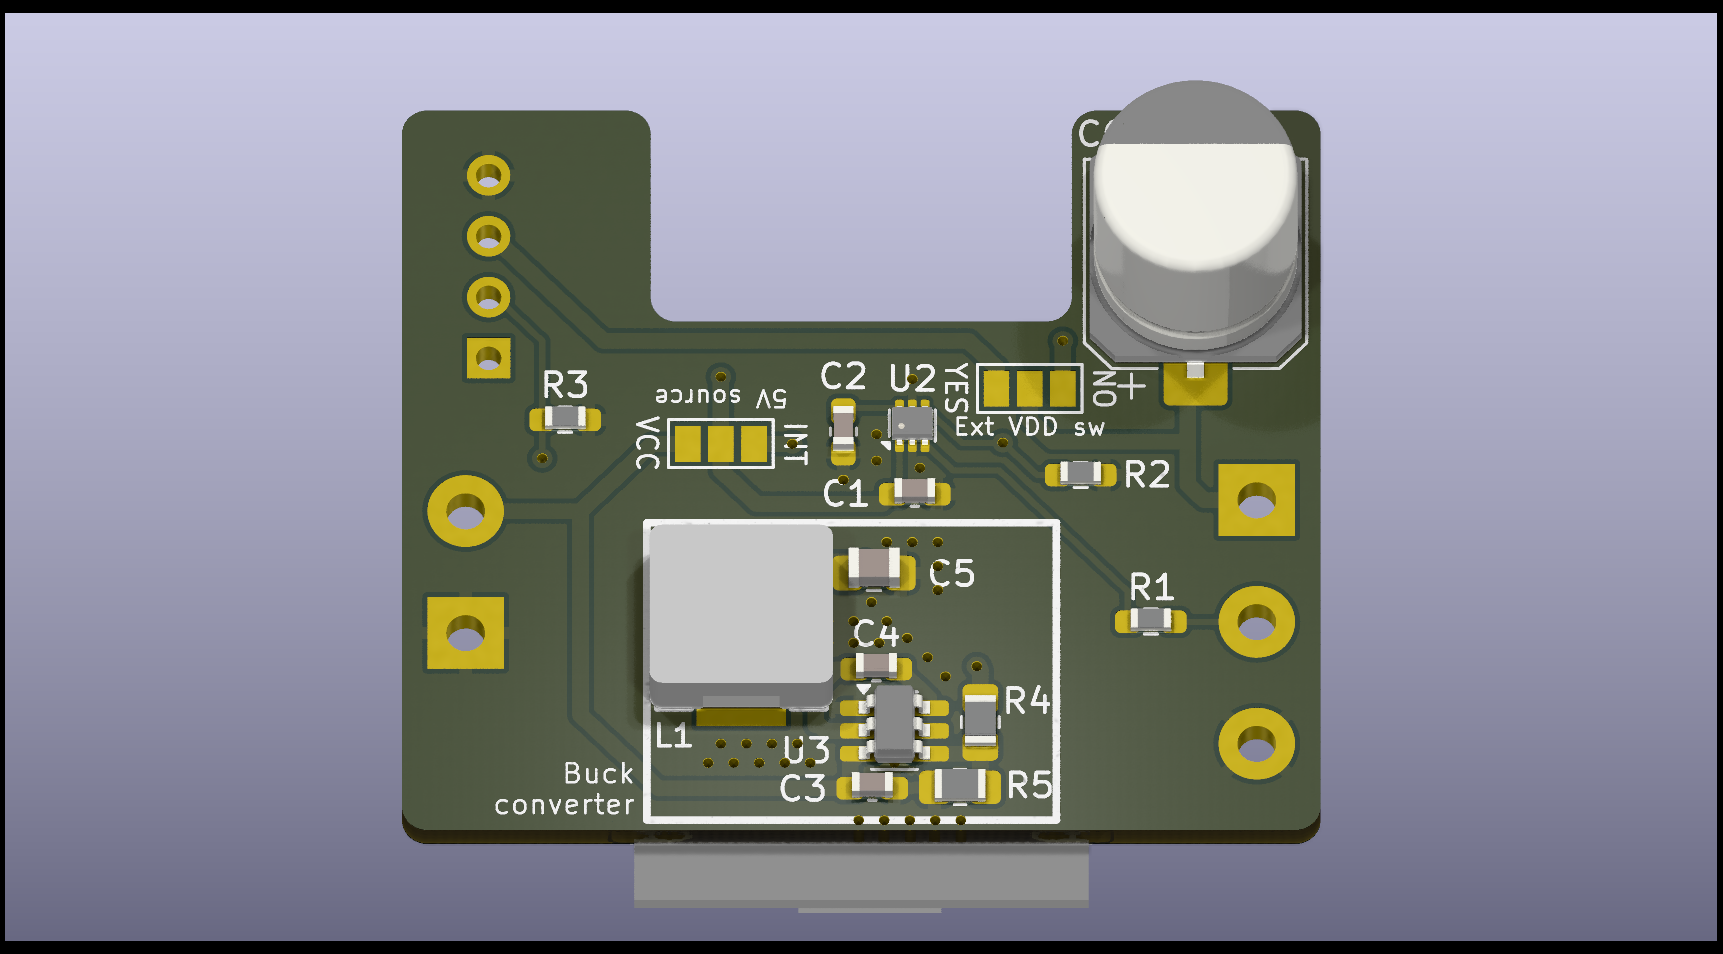 C
R3
5V source
VCC
INT
C2
U2
YES
NO
+
Ext VDD sw
C1
R2
C5
R1
C4
R4
L1
U3
Buck
converter
C3
R5